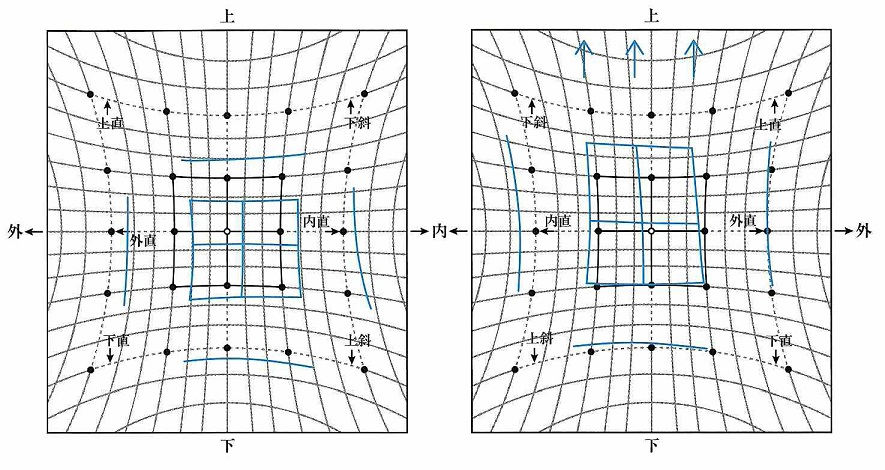 上 上
上直 下斜 下斜 上直
外 外直 内直 内 内直 外直 外
下直 上斜 上斜 下直
下 下